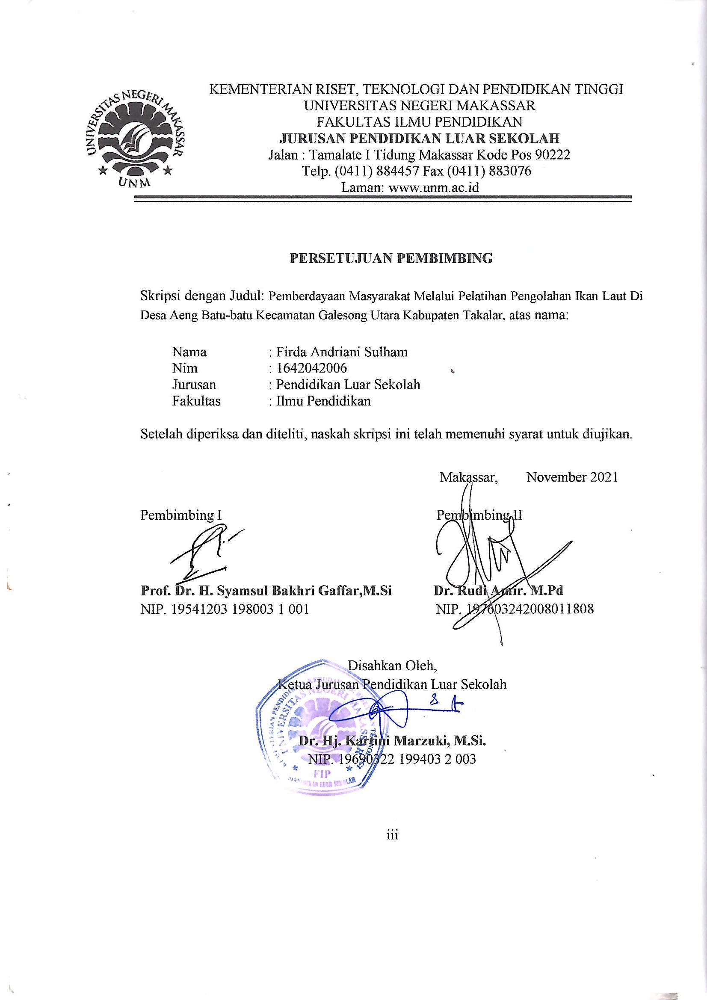 UNIVERSITAS NEGERI MAKASSAR
UNM
KEMENTERIAN RISET, TEKNOLOGI DAN PENDIDIKAN TINGGI
UNIVERSITAS NEGERI MAKASSAR
FAKULTAS ILMU PENDIDIKAN
JURUSAN PENDIDIKAN LUAR SEKOLAH
Jalan : Tamalate I Tidung Makassar Kode Pos 90222
Telp. (0411) 884457 Fax (0411) 883076
Laman: www.unm.ac.id
PERSETUJUAN PEMBIMBING
Skripsi dengan Judul: Pemberdayaan Masyarakat Melalui Pelatihan Pengolahan Ikan Laut Di
Desa Aeng Batu-batu Kecamatan Galesong Utara Kabupaten Takalar, atas nama:
Nama : Firda Andriani Sulham
Nim : 1642042006
Jurusan : Pendidikan Luar Sekolah
Fakultas : Ilmu Pendidikan
Setelah diperiksa dan diteliti, naskah skripsi ini telah memenuhi syarat untuk diujikan.
Makassar, November 2021
Pembimbing I Pembimbing II
Prof. Dr. H. Syamsul Bakhri Gaffar,M.Si Dr. Rudi Amir. M.Pd
NIP. 19541203 198003 1 001 NIP. 197603242008011808
Disahkan Oleh,
Ketua Jurusan Pendidikan Luar Sekolah
Dr. Hj. Kartini Marzuki, M.Si.
NIP. 19690322 199403 2 003
UNIVERSITAS NEGERI MAKASSAR
FIP
PENDIDIKAN LUAR SEKOLAH
iii